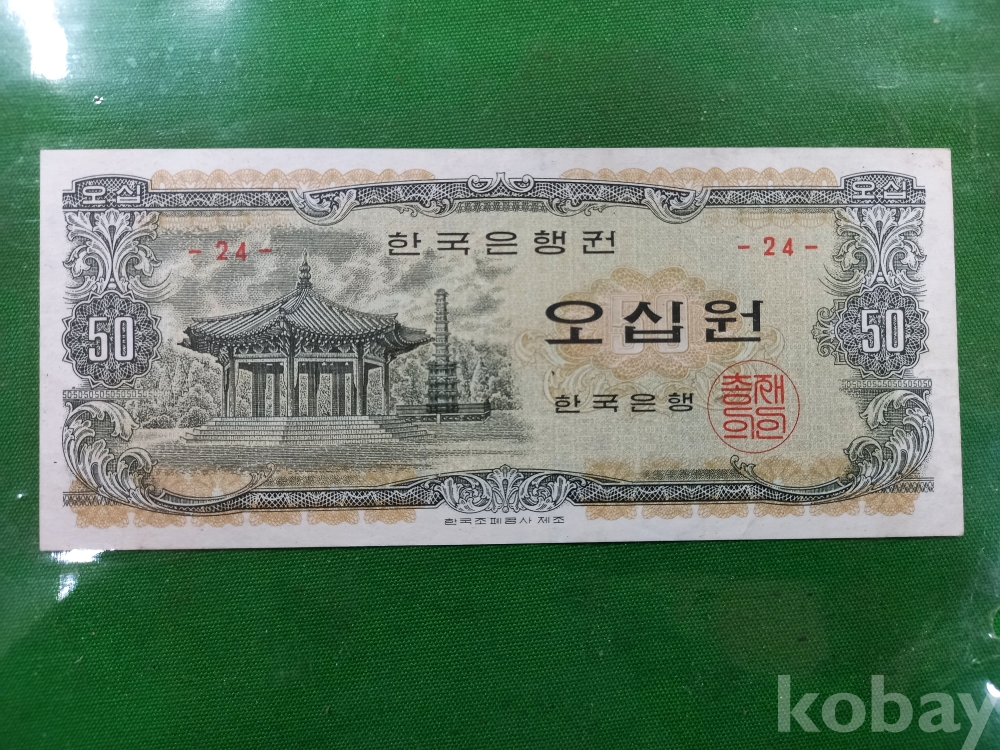 오십 오십
한국은행권
- 24 - - 24 -
오십원
50 50
한국은행
총재의인
한국조폐공사제조
kobay